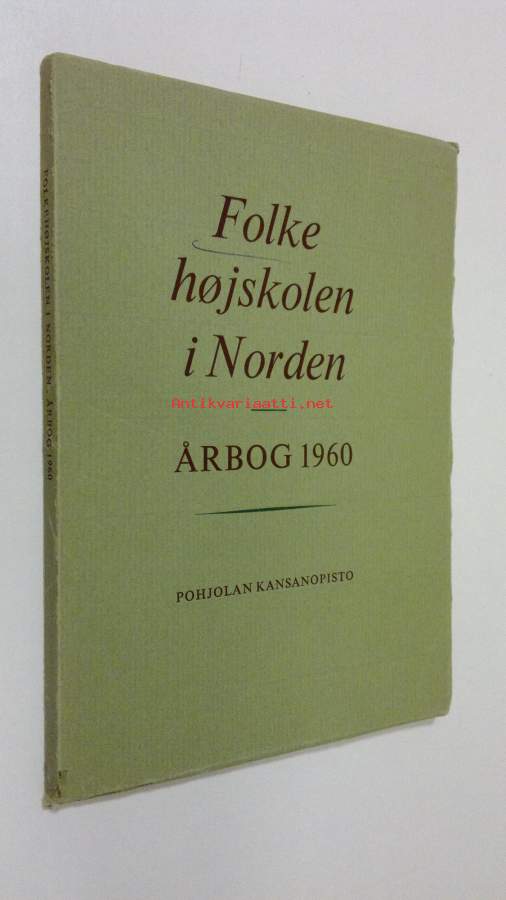 FOLKEHØJSKOLEN I NORDEN · ÅRBOG 1960
Folke
højskolen
i Norden
Antikvariaatti.net
ÅRBOG 1960
POHJOLAN KANSANOPISTO